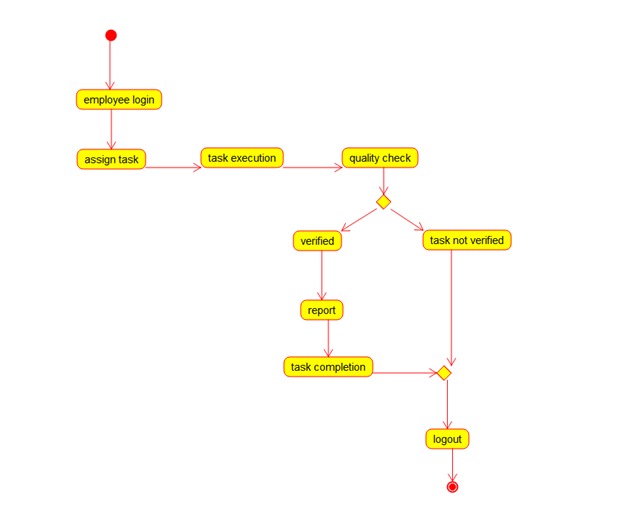 employee login
assign task
task execution
quality check
verified
task not verified
report
task completion
logout